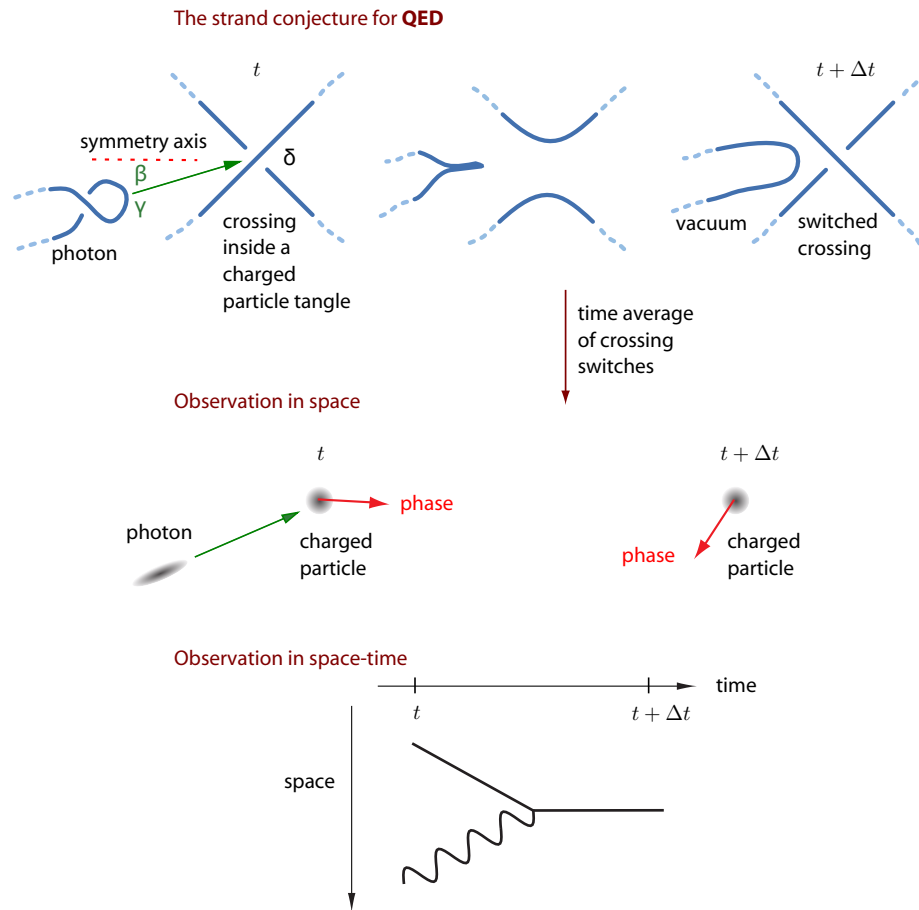 The strand conjecture for QED
t
t + Δt
symmetry axis
β
δ
γ
photon
crossing
inside a
charged
particle tangle
vacuum
switched
crossing
time average
of crossing
switches
Observation in space
t
t + Δt
phase
photon
charged
particle
phase
charged
particle
Observation in space-time
time
t
t + Δt
space